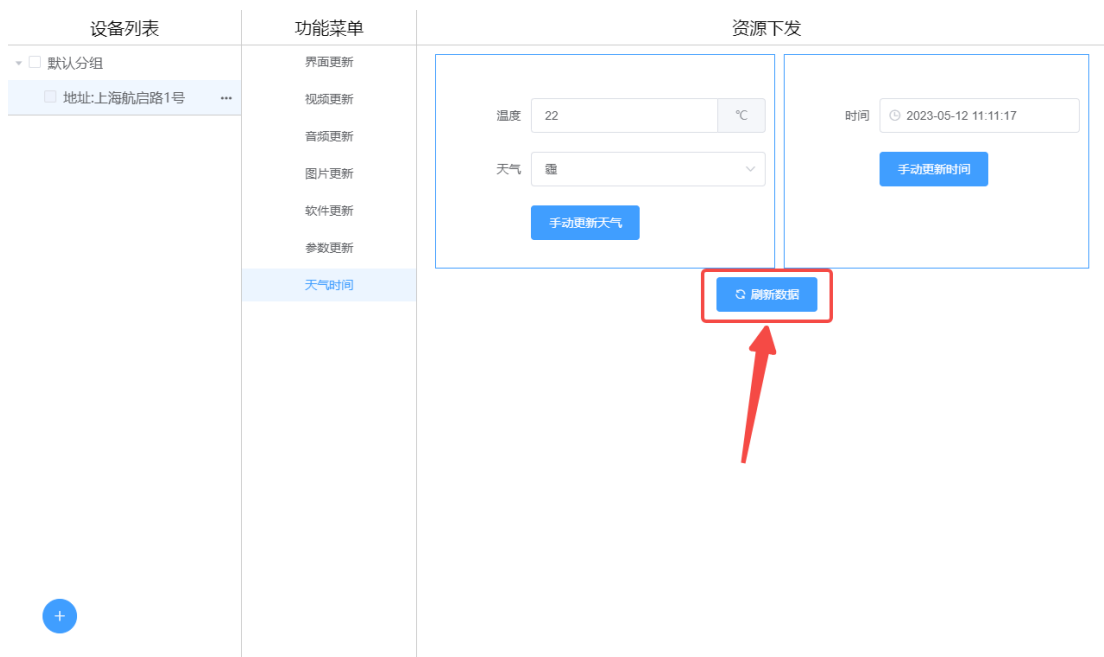 设备列表
默认分组
地址:上海航启路1号
功能菜单
界面更新
视频更新
音频更新
图片更新
软件更新
参数更新
天气时间
资源下发
温度 22 ℃
天气 霾
手动更新天气
时间 2023-05-12 11:11:17
手动更新时间
刷新数据